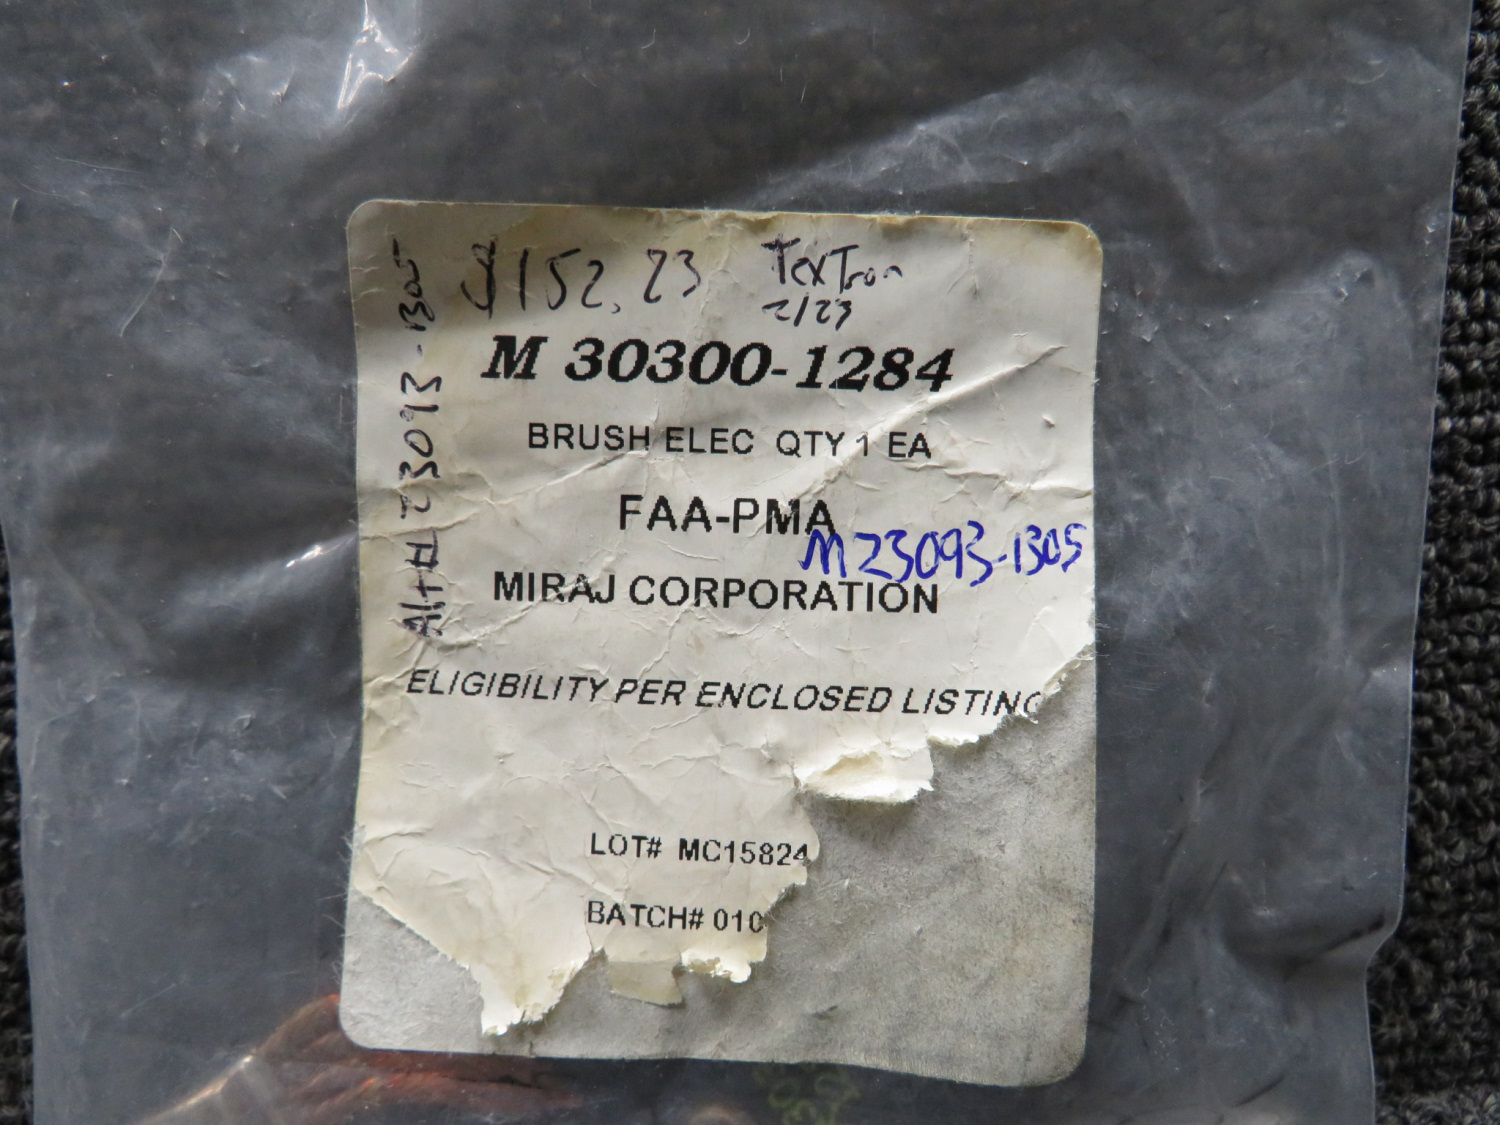 $152.23 TexTron
2/23
M 30300-1284
BRUSH ELEC QTY 1 EA
FAA-PMA
M23093-1305
MIRAJ CORPORATION
ELIGIBILITY PER ENCLOSED LISTING
LOT# MC15824
BATCH# 010
Alt# 23093-1305